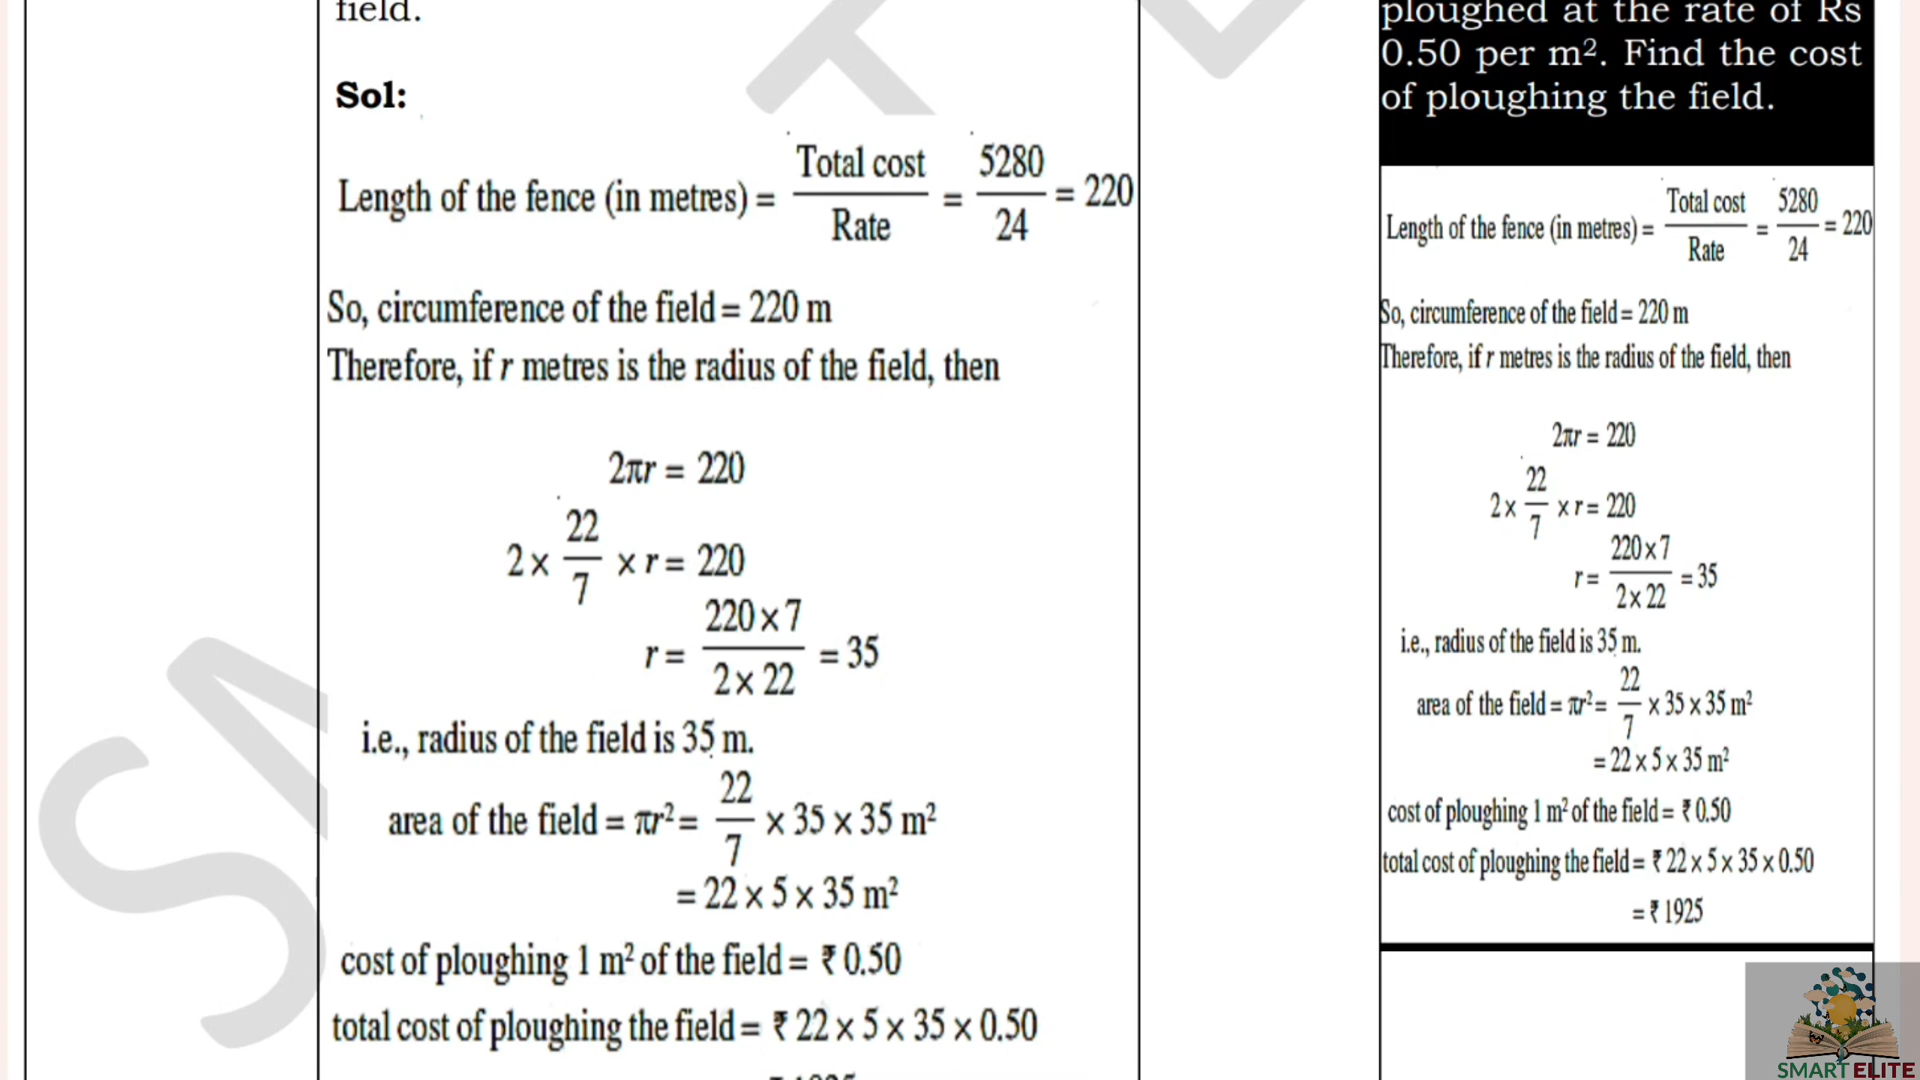 field.
Sol:
Length of the fence (in metres) = Total cost / Rate = 5280 / 24 = 220
So, circumference of the field = 220 m
Therefore, if r metres is the radius of the field, then
2πr = 220
2 × 22/7 × r = 220
r = 220 × 7 / 2 × 22 = 35
i.e., radius of the field is 35 m.
area of the field = πr² = 22/7 × 35 × 35 m²
= 22 × 5 × 35 m²
cost of ploughing 1 m² of the field = ₹ 0.50
total cost of ploughing the field = ₹ 22 × 5 × 35 × 0.50
ploughed at the rate of Rs
0.50 per m². Find the cost
of ploughing the field.
Length of the fence (in metres) = Total cost / Rate = 5280 / 24 = 220
So, circumference of the field = 220 m
Therefore, if r metres is the radius of the field, then
2πr = 220
2 × 22/7 × r = 220
r = 220 × 7 / 2 × 22 = 35
i.e., radius of the field is 35 m.
area of the field = πr² = 22/7 × 35 × 35 m²
= 22 × 5 × 35 m²
cost of ploughing 1 m² of the field = ₹ 0.50
total cost of ploughing the field = ₹ 22 × 5 × 35 × 0.50
= ₹ 1925
SMART ELITE